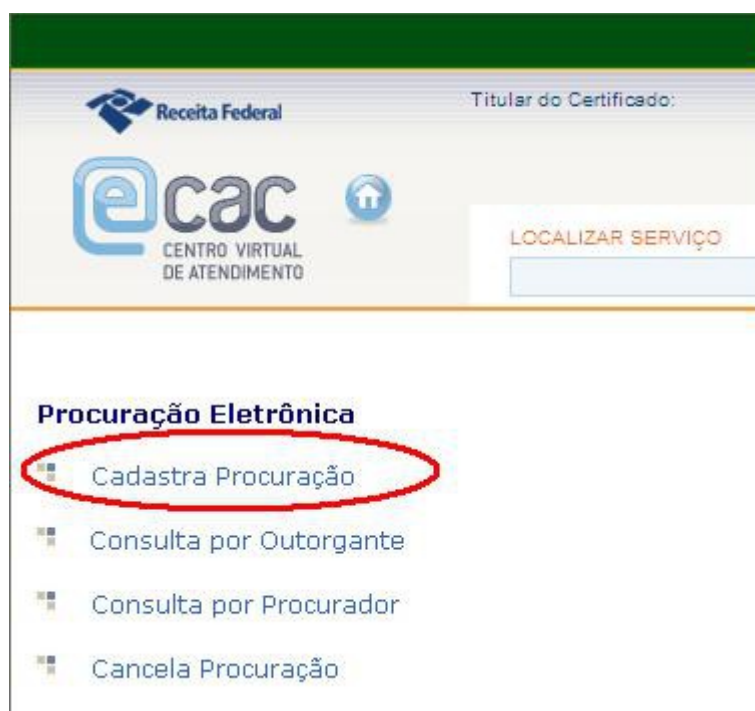 Receita Federal
Titular do Certificado:
ecac
CENTRO VIRTUAL
DE ATENDIMENTO
LOCALIZAR SERVIÇO
Procuração Eletrônica
Cadastra Procuração
Consulta por Outorgante
Consulta por Procurador
Cancela Procuração